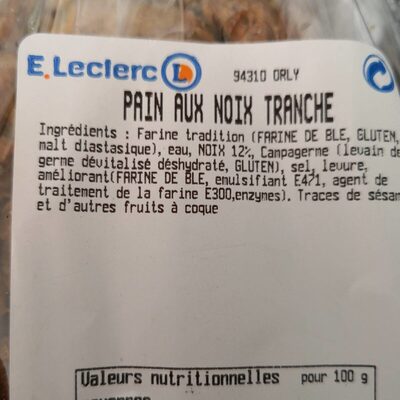 E.Leclerc L
94310 ORLY
PAIN AUX NOIX TRANCHE
Ingrédients : Farine tradition (FARINE DE BLE, GLUTEN,
malt diastasique), eau, NOIX 12%, Campagerne (levain de
germe dévitalisé déshydraté, GLUTEN), sel, levure,
améliorant(FARINE DE BLE, emulsifiant E471, agent de
traitement de la farine E300,enzymes). Traces de sésam
et d'autres fruits à coque
Valeurs nutritionnelles pour 100 g